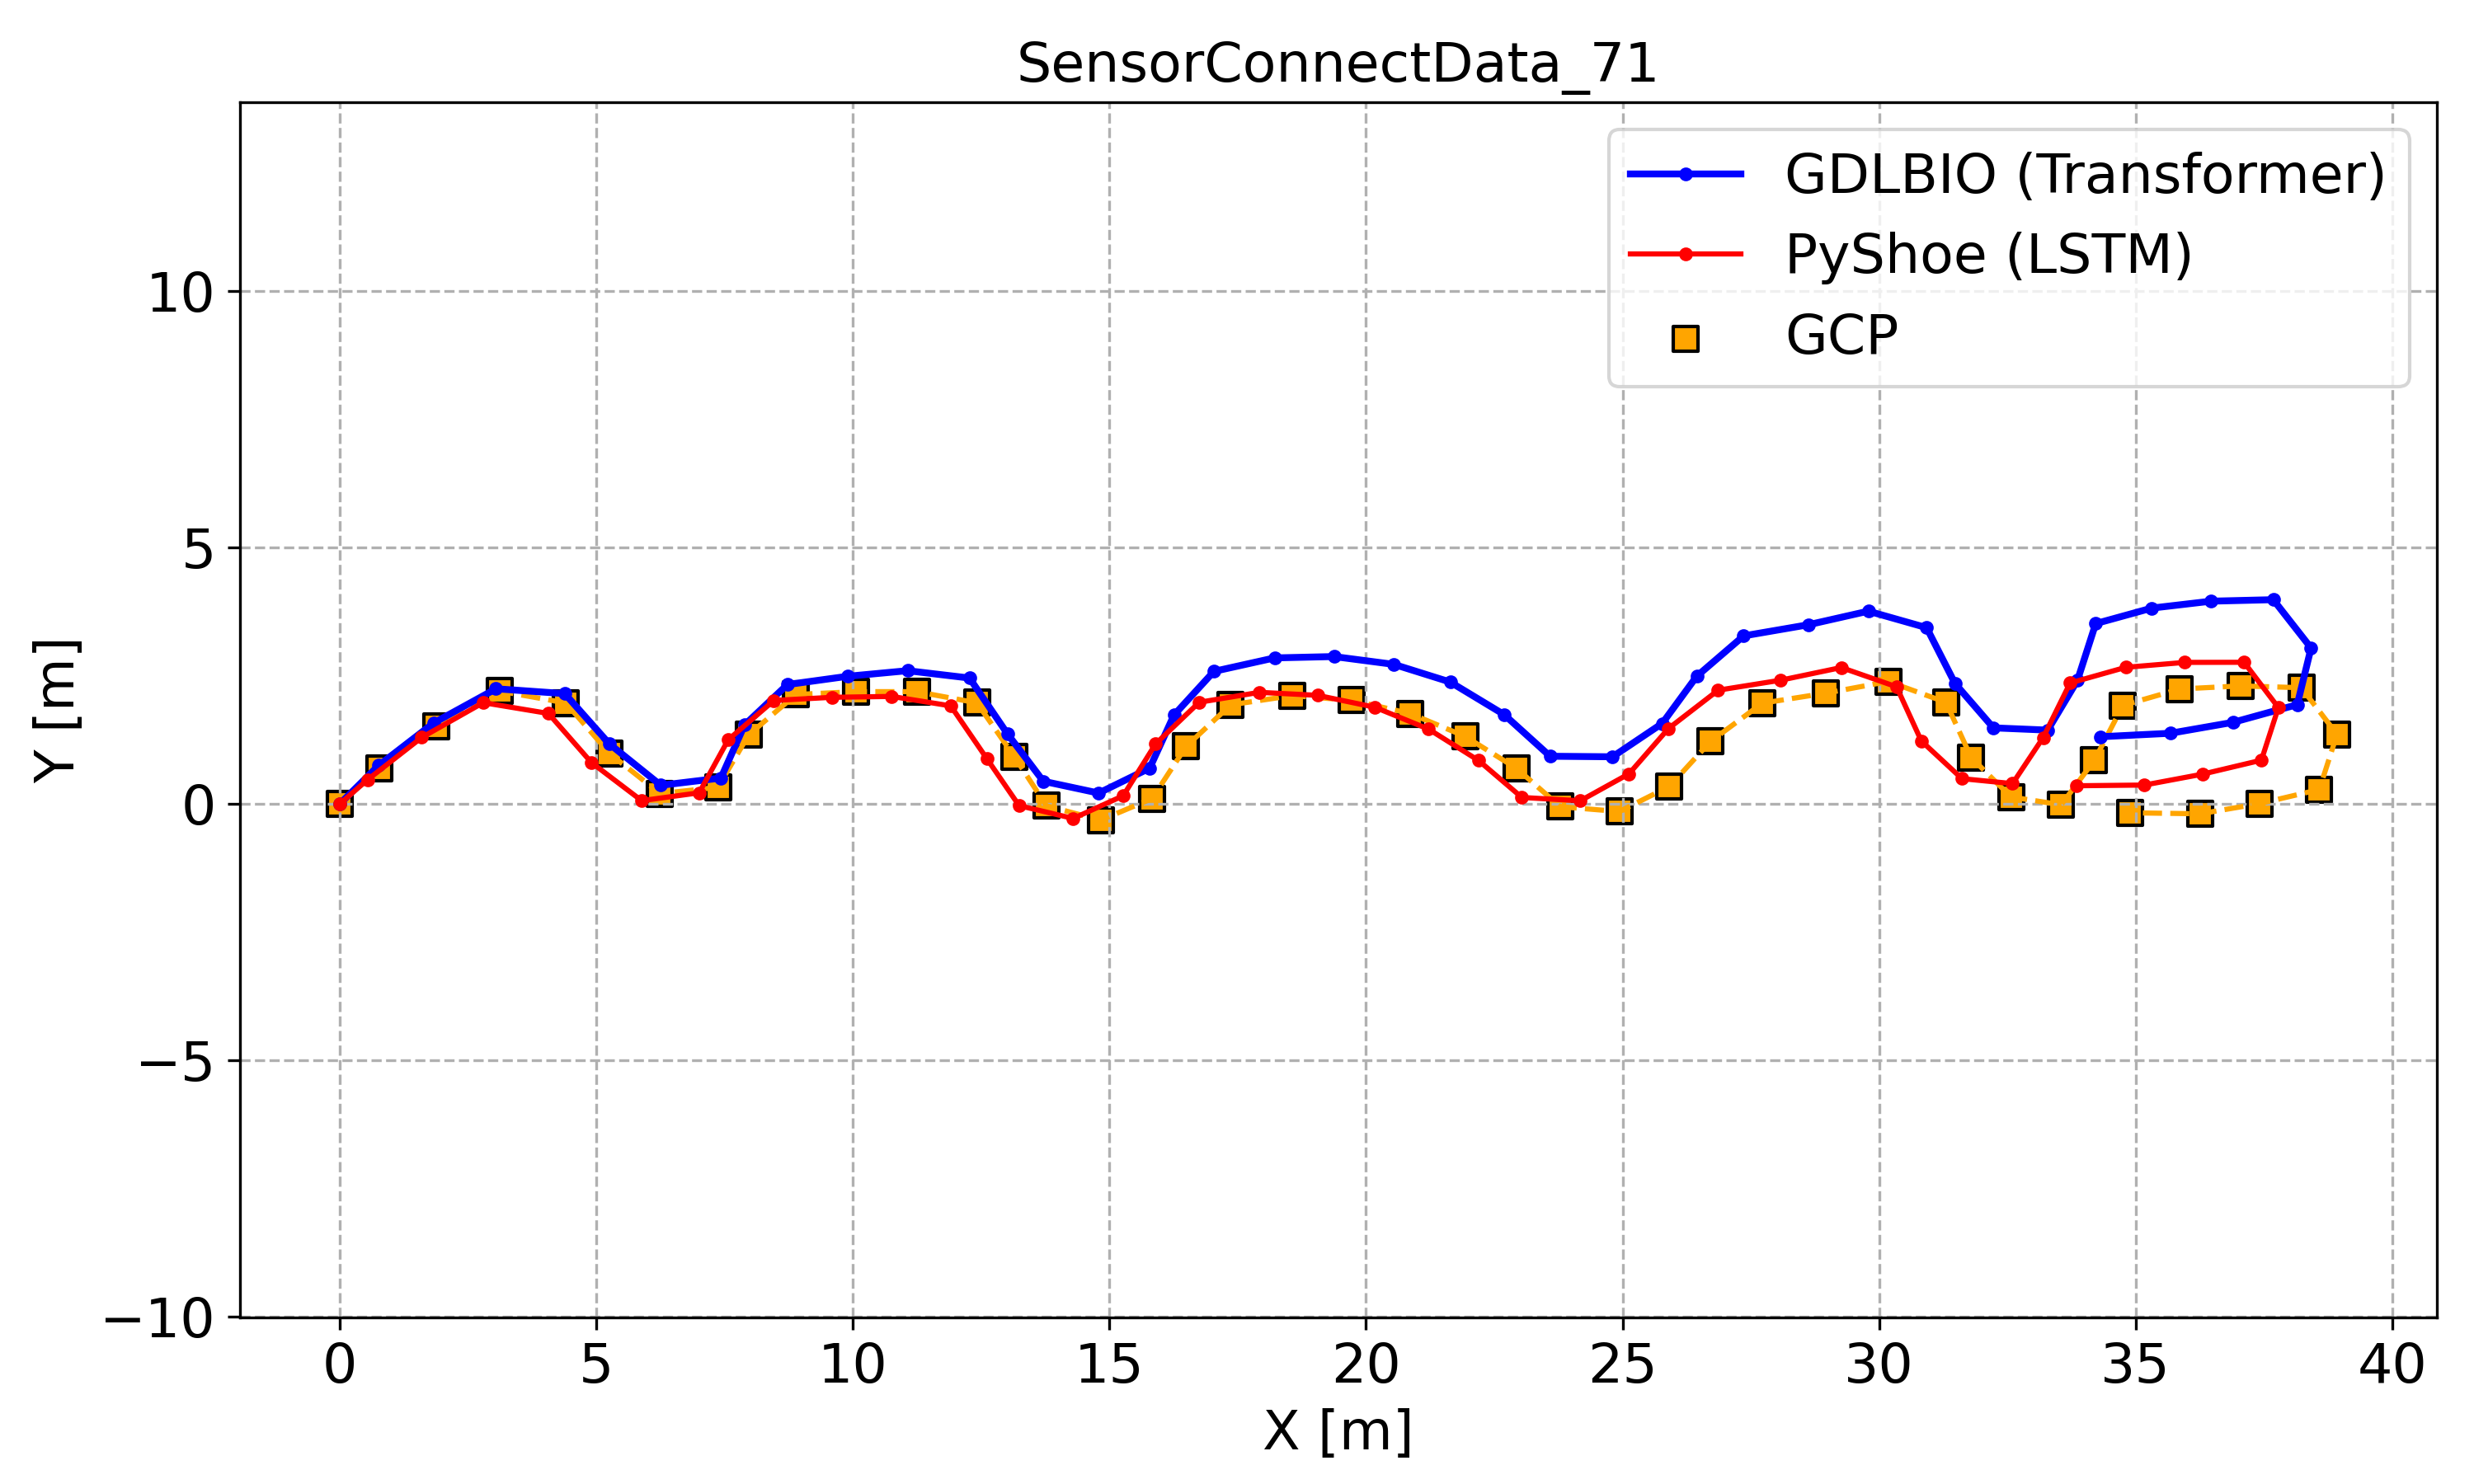 SensorConnectData_71
GDLBIO (Transformer)
PyShoe (LSTM)
GCP
10
5
0
−5
−10
Y [m]
0 5 10 15 20 25 30 35 40
X [m]